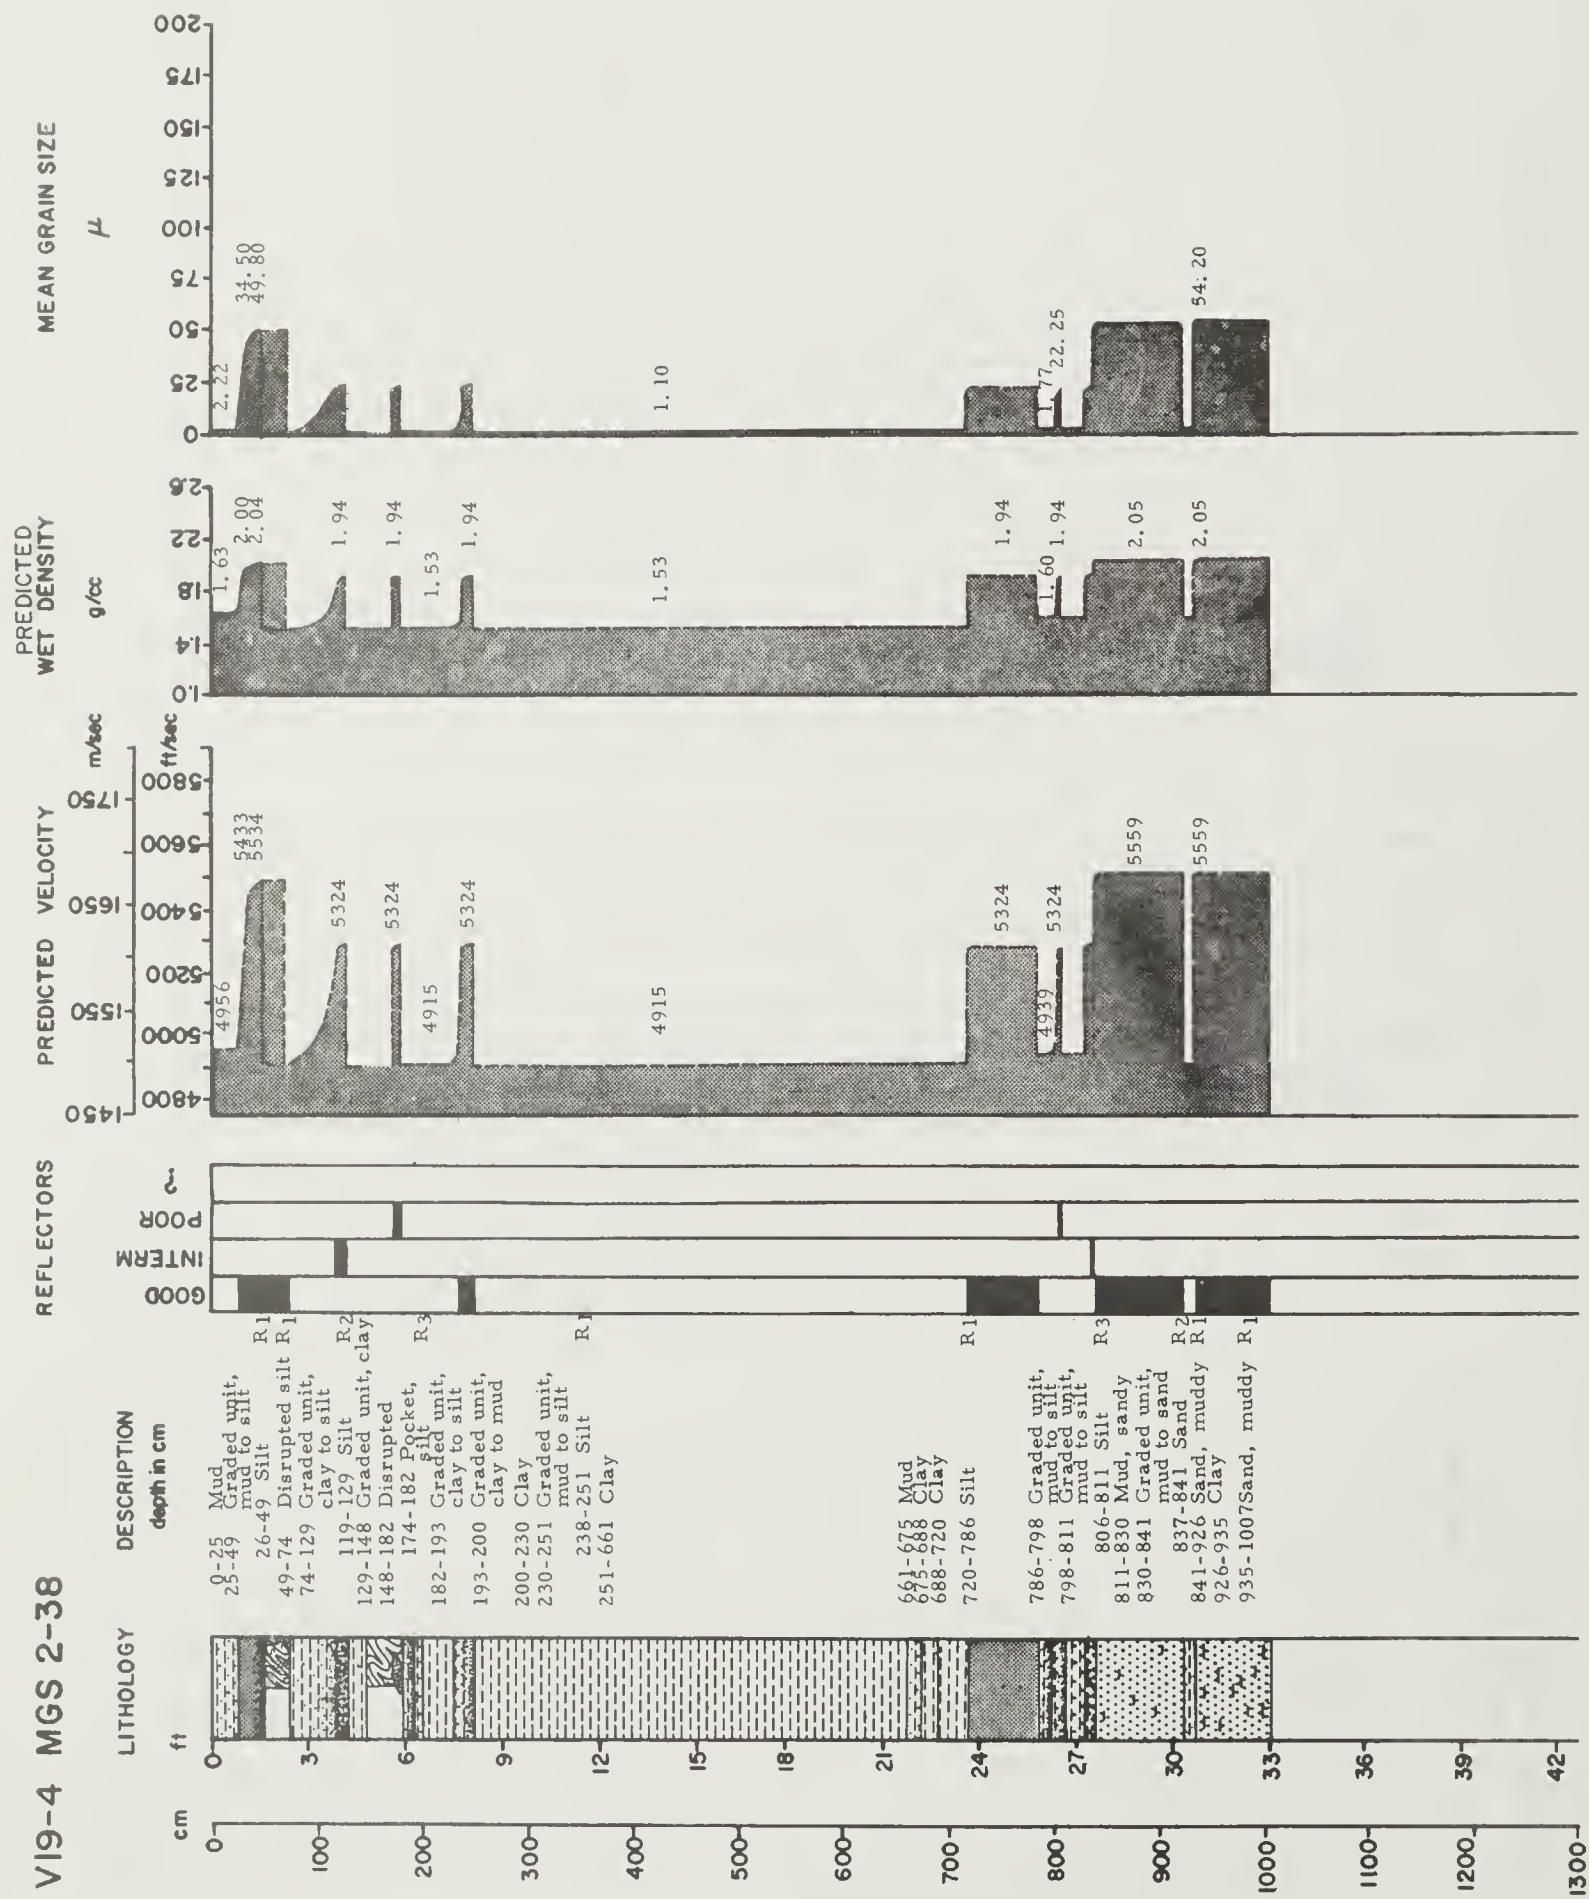 V19-4 MGS 2-38
LITHOLOGY
DESCRIPTION
depth in cm
REFLECTORS
PREDICTED VELOCITY
PREDICTED
WET DENSITY
g/cc
MEAN GRAIN SIZE
μ
cm
0
100
200
300
400
500
600
700
800
900
1000
1100
1200
1300
ft
0
3
6
9
12
15
18
21
24
27
30
33
36
39
42
0-25 Mud
25-49 Graded unit,
mud to silt
26-49 Silt R1
49-74 Disrupted silt R1
74-129 Graded unit,
clay to silt
119-129 Silt R2
129-148 Graded unit, clay
148-182 Disrupted
174-182 Pocket,
silt R3
182-193 Graded unit,
clay to silt
193-200 Graded unit,
clay to mud
200-230 Clay
230-251 Graded unit,
mud to silt
238-251 Silt R1
251-661 Clay
661-675 Mud
675-688 Clay
688-720 Clay
720-786 Silt R1
786-798 Graded unit,
mud to silt
798-811 Graded unit,
mud to silt
806-811 Silt R3
811-830 Mud, sandy
830-841 Graded unit,
mud to sand
837-841 Sand R2
841-926 Sand, muddy R1
926-935 Clay
935-1007 Sand, muddy R1
GOOD
INTERM
POOR
?
m/sec
1450
1550
1650
1750
ft/sec
4800
5000
5200
5400
5600
5800
4956
5433
5534
5324
5324
4915
5324
4915
5324
4939
5324
5559
5559
1.0
1.4
1.8
2.2
2.6
1.63
2.00
2.04
1.94
1.94
1.53
1.94
1.53
1.94
1.60
1.94
2.05
2.05
0
25
50
75
100
125
150
175
200
2.22
34.50
49.80
1.10
1.77
22.25
54.20